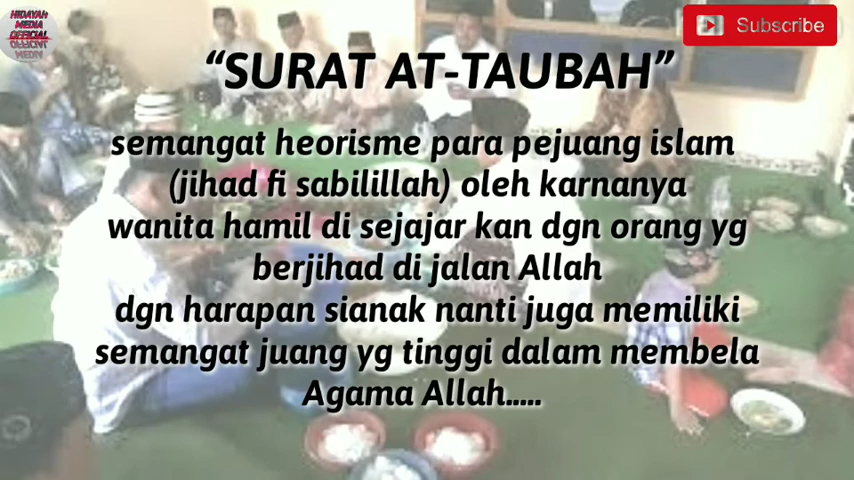 HIDAYAH
MEDIA
OFFICIAL
Subscribe
“SURAT AT-TAUBAH”
semangat heorisme para pejuang islam
(jihad fi sabilillah) oleh karnanya
wanita hamil di sejajar kan dgn orang yg
berjihad di jalan Allah
dgn harapan sianak nanti juga memiliki
semangat juang yg tinggi dalam membela
Agama Allah.....